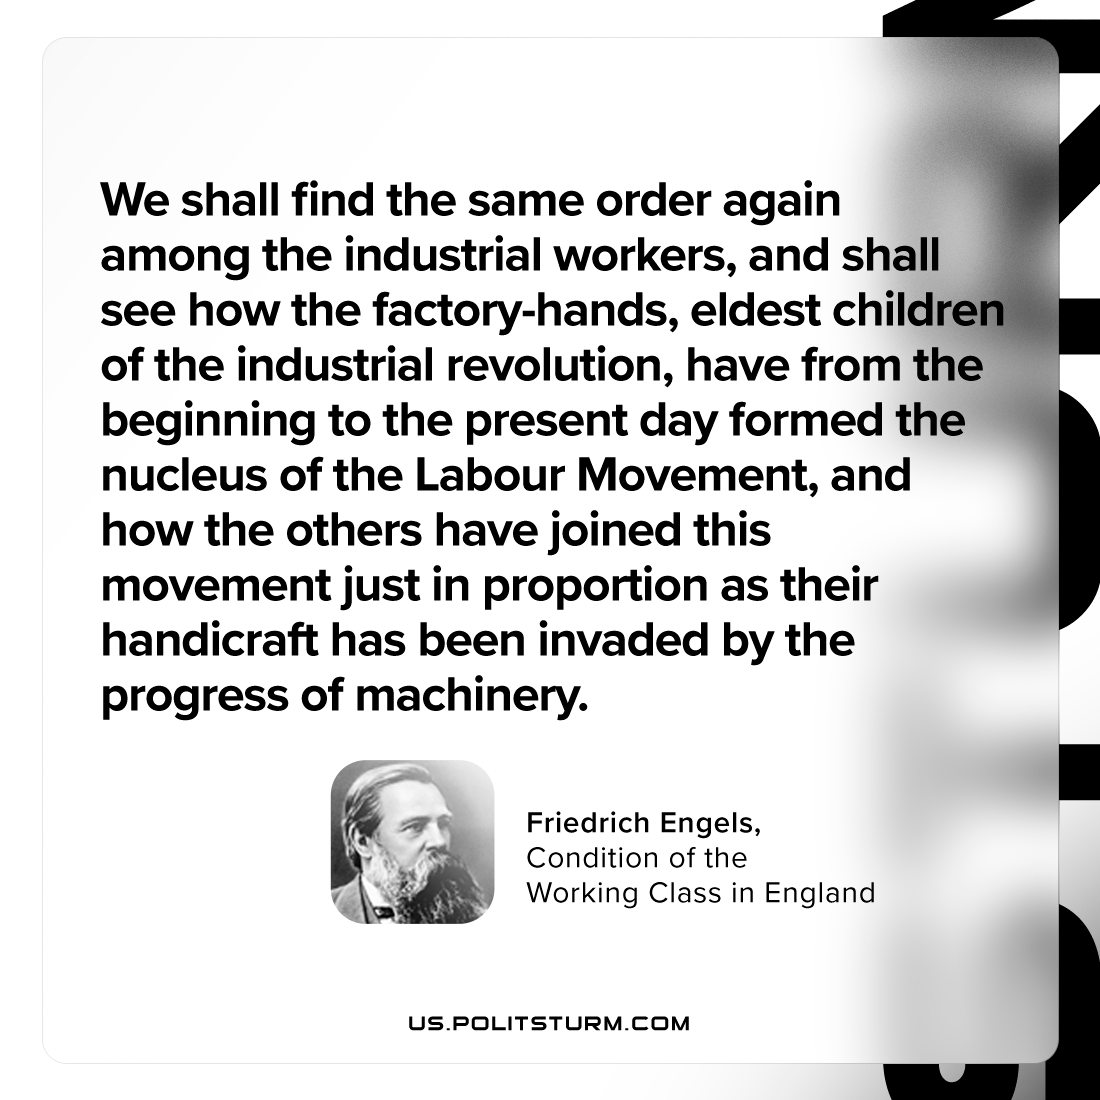 We shall find the same order again
among the industrial workers, and shall
see how the factory-hands, eldest children
of the industrial revolution, have from the
beginning to the present day formed the
nucleus of the Labour Movement, and
how the others have joined this
movement just in proportion as their
handicraft has been invaded by the
progress of machinery.
Friedrich Engels,
Condition of the
Working Class in England
US.POLITSTURM.COM